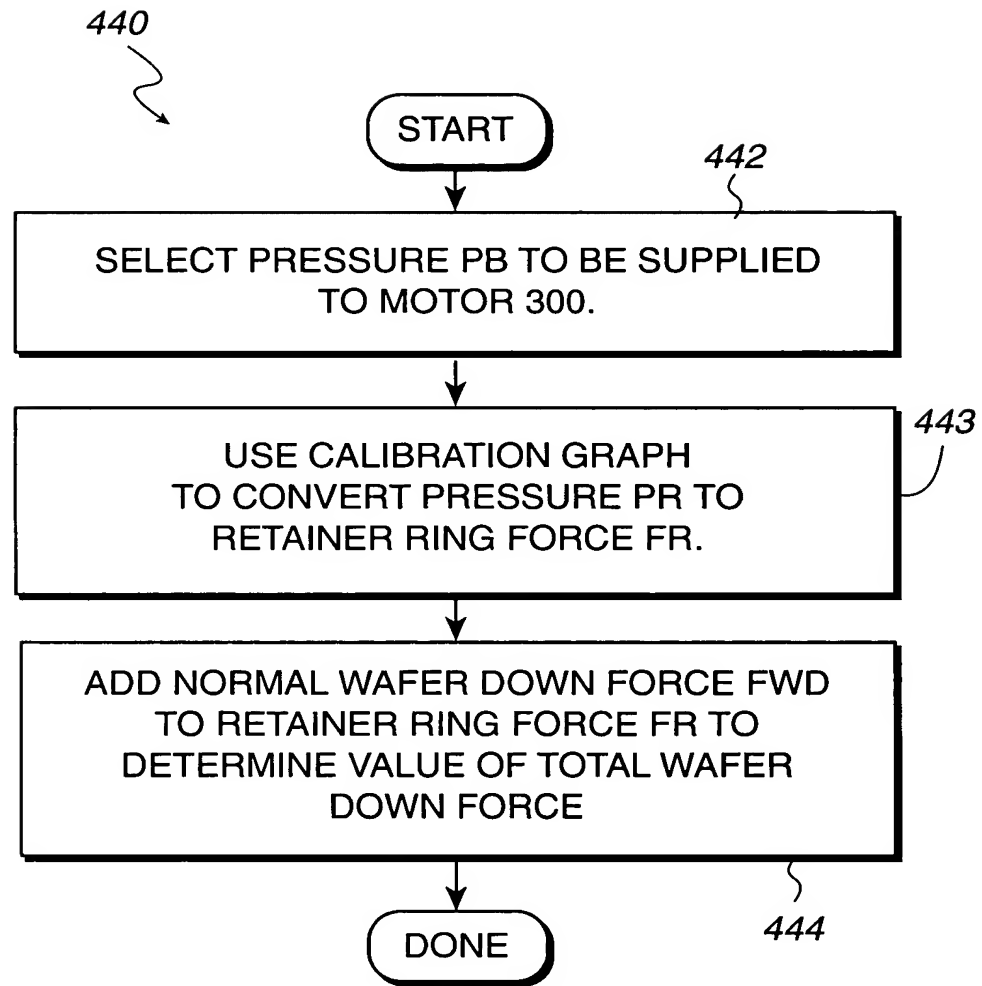 440
START
442
SELECT PRESSURE PB TO BE SUPPLIED
TO MOTOR 300.
443
USE CALIBRATION GRAPH
TO CONVERT PRESSURE PR TO
RETAINER RING FORCE FR.
ADD NORMAL WAFER DOWN FORCE FWD
TO RETAINER RING FORCE FR TO
DETERMINE VALUE OF TOTAL WAFER
DOWN FORCE
444
DONE